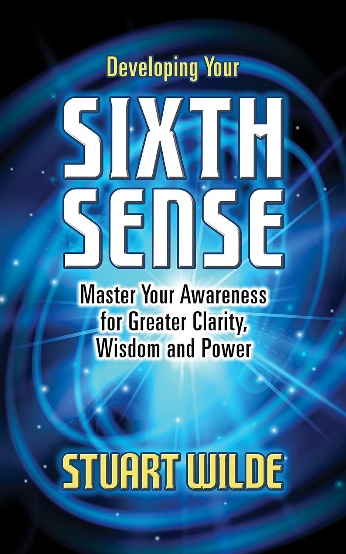 Developing Your
SIXTH
SENSE
Master Your Awareness
for Greater Clarity,
Wisdom and Power
STUART WILDE